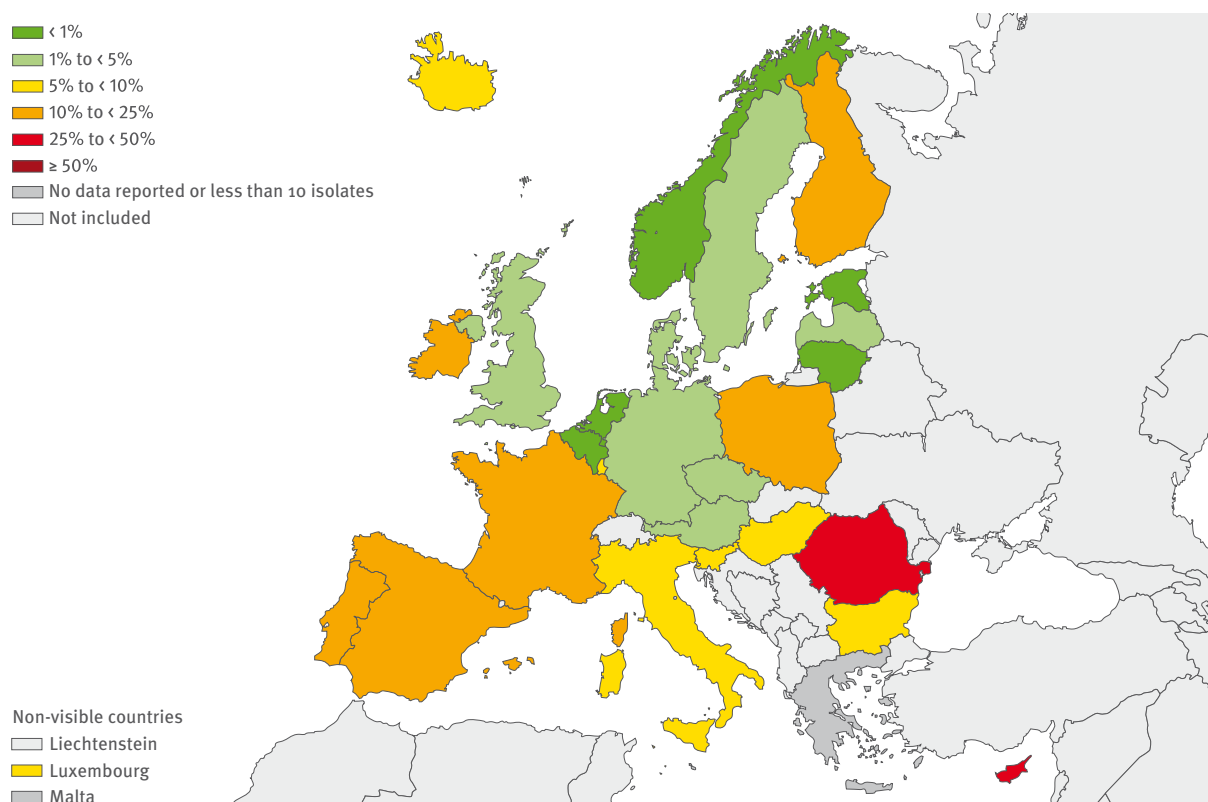 < 1%
1% to < 5%
5% to < 10%
10% to < 25%
25% to < 50%
≥ 50%
No data reported or less than 10 isolates
Not included
Non-visible countries
Liechtenstein
Luxembourg
Malta